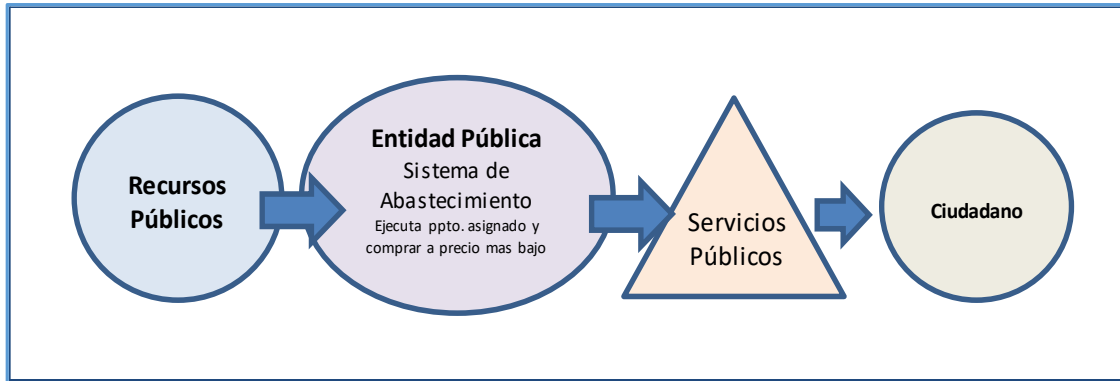 Recursos
Públicos
Entidad Pública
Sistema de
Abastecimiento
Ejecuta ppto. asignado y
comprar a precio mas bajo
Servicios
Públicos
Ciudadano